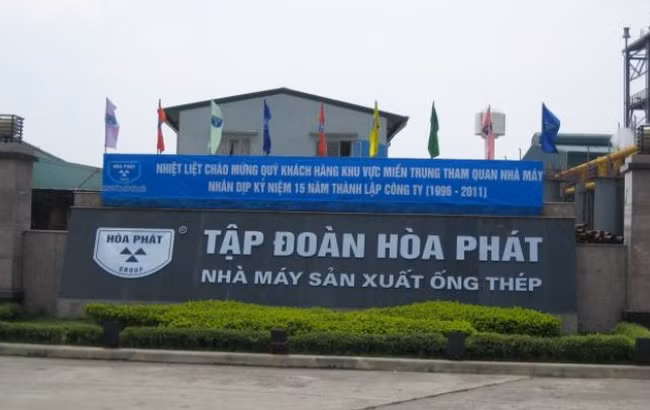 NHIỆT LIỆT CHÀO MỪNG QUÝ KHÁCH HÀNG KHU VỰC MIỀN TRUNG THAM QUAN NHÀ MÁY
NHÂN DỊP KỶ NIỆM 15 NĂM THÀNH LẬP CÔNG TY (1996 - 2011)
HÒA PHÁT
HÒA PHÁT
GROUP
®
TẬP ĐOÀN HÒA PHÁT
NHÀ MÁY SẢN XUẤT ỐNG THÉP